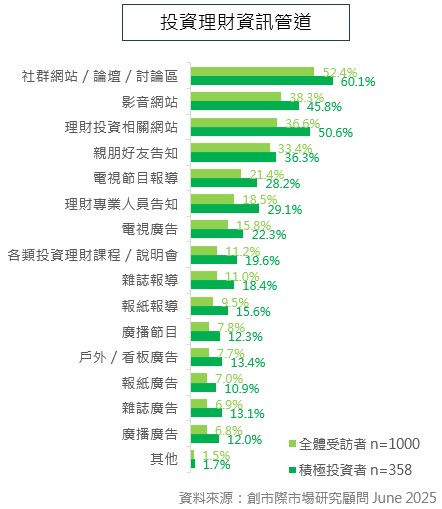 投資理財資訊管道
社群網站 / 論壇 / 討論區 52.4% 60.1%
影音網站 38.3% 45.8%
理財投資相關網站 36.6% 50.6%
親朋好友告知 33.4% 36.3%
電視節目報導 21.4% 28.2%
理財專業人員告知 18.5% 29.1%
電視廣告 15.8% 22.3%
各類投資理財課程 / 說明會 11.2% 19.6%
雜誌報導 11.0% 18.4%
報紙報導 9.5% 15.6%
廣播節目 7.8% 12.3%
戶外 / 看板廣告 7.7% 13.4%
報紙廣告 7.0% 10.9%
雜誌廣告 6.9% 13.1%
廣播廣告 6.8% 12.0%
其他 1.5% 1.7%
全體受訪者 n=1000
積極投資者 n=358
資料來源：創市際市場研究顧問 June 2025